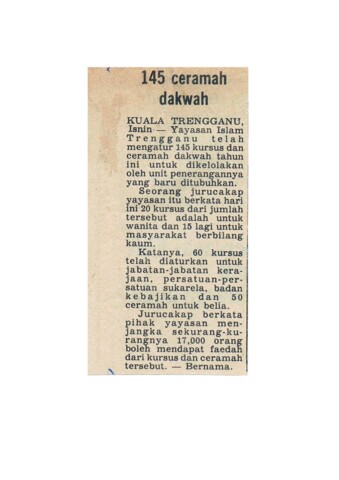 145 ceramah
dakwah
KUALA TRENGGANU,
Isnin — Yayasan Islam
Trengganu telah
mengatur 145 kursus dan
ceramah dakwah tahun
ini untuk dikelolakan
oleh unit penerangannya
yang baru ditubuhkan.
Seorang jurucakap
yayasan itu berkata hari
ini 20 kursus dari jumlah
tersebut adalah untuk
wanita dan 15 lagi untuk
masyarakat berbilang
kaum.
Katanya, 60 kursus
telah diaturkan untuk
jabatan-jabatan kera-
jaan, persatuan-per-
satuan sukarela, badan
kebajikan dan 50
ceramah untuk belia.
Jurucakap berkata
pihak yayasan men-
jangka sekurang-ku-
rangnya 17,000 orang
boleh mendapat faedah
dari kursus dan ceramah
tersebut. — Bernama.